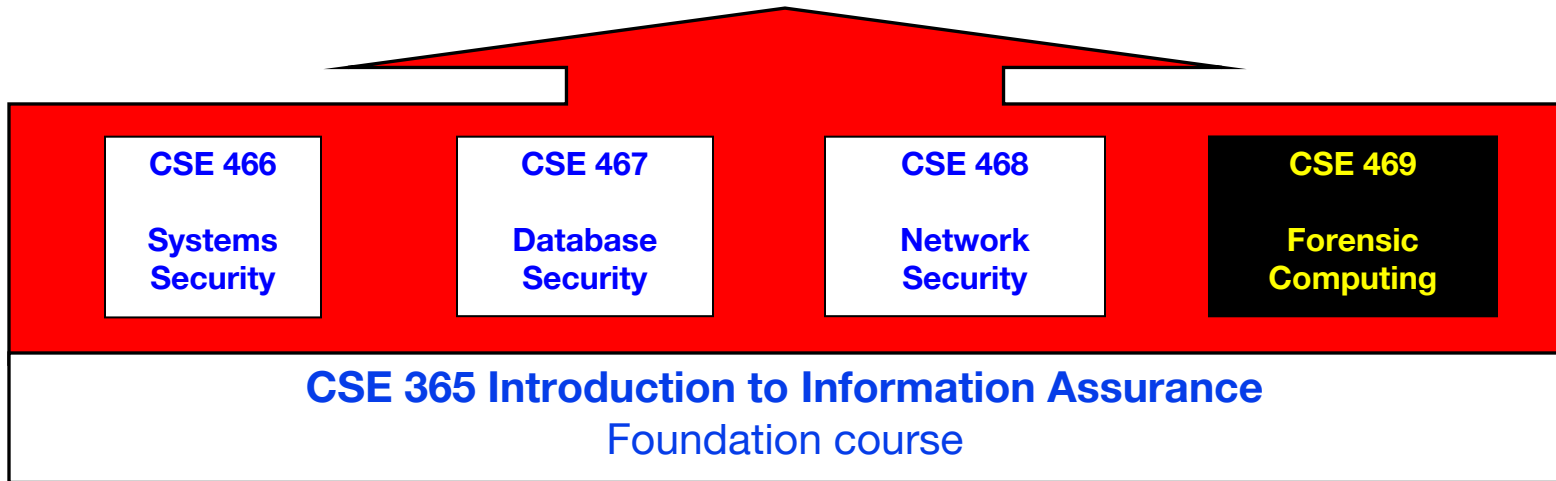 CSE 466
Systems
Security
CSE 467
Database
Security
CSE 468
Network
Security
CSE 469
Forensic
Computing
CSE 365 Introduction to Information Assurance
Foundation course